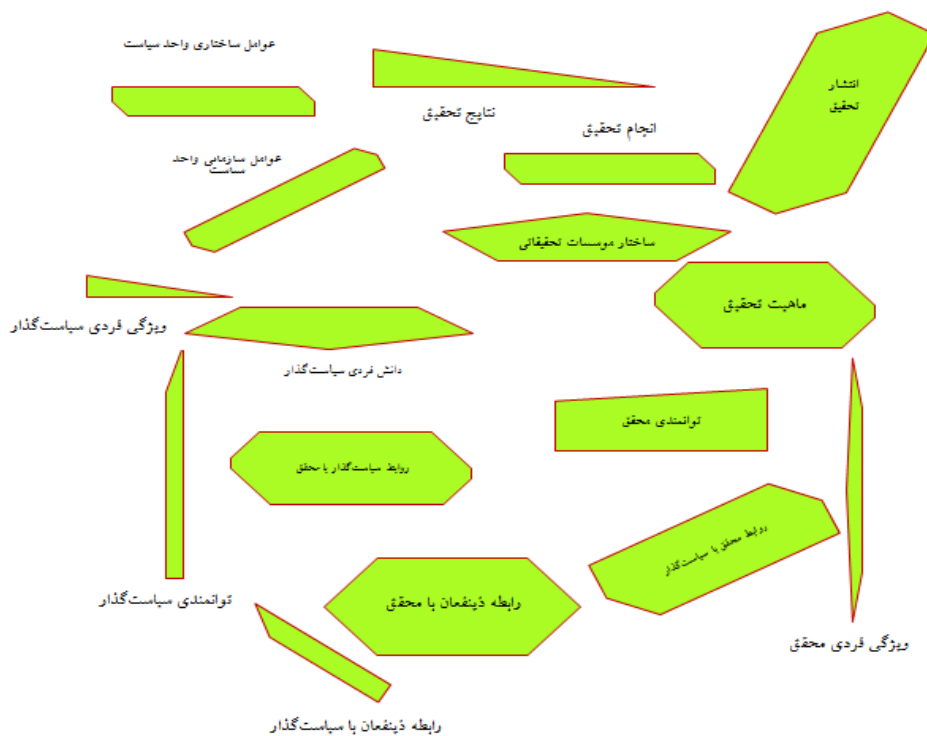 عوامل ساختاری واحد سیاست
نتایج تحقیق
انتشار
تحقیق
انجام تحقیق
عوامل سازمانی واحد
سیاست
ساختار موسسات تحقیقاتی
ماهیت تحقیق
ویژگی فردی سیاست‌گذار
دانش فردی سیاست‌گذار
توانمندی محقق
روابط سیاست‌گذار با محقق
روابط محقق با سیاست‌گذار
توانمندی سیاست‌گذار
رابطه ذینفعان با محقق
ویژگی فردی محقق
رابطه ذینفعان با سیاست‌گذار